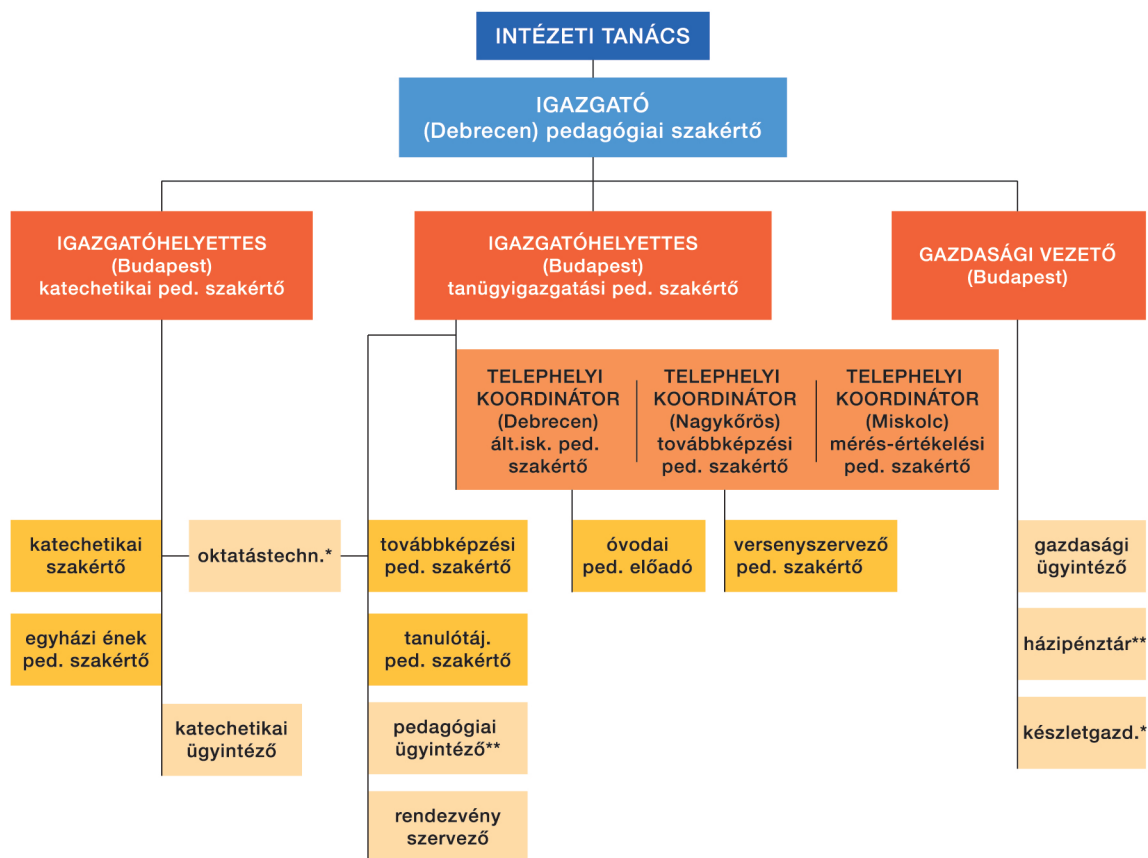 INTÉZETI TANÁCS
IGAZGATÓ
(Debrecen) pedagógiai szakértő
IGAZGATÓHELYETTES
(Budapest)
katechetikai ped. szakértő
IGAZGATÓHELYETTES
(Budapest)
tanügyigazgatási ped. szakértő
GAZDASÁGI VEZETŐ
(Budapest)
TELEPHELYI
KOORDINÁTOR
(Debrecen)
ált.isk. ped.
szakértő
TELEPHELYI
KOORDINÁTOR
(Nagykőrös)
továbbképzési
ped. szakértő
TELEPHELYI
KOORDINÁTOR
(Miskolc)
mérés-értékelési
ped. szakértő
katechetikai
szakértő
oktatástechn.*
továbbképzési
ped. szakértő
óvodai
ped. előadó
versenyszervező
ped. szakértő
gazdasági
ügyintéző
egyházi ének
ped. szakértő
tanulótáj.
ped. szakértő
házipénztár**
katechetikai
ügyintéző
pedagógiai
ügyintéző**
készletgazd.*
rendezvény
szervező